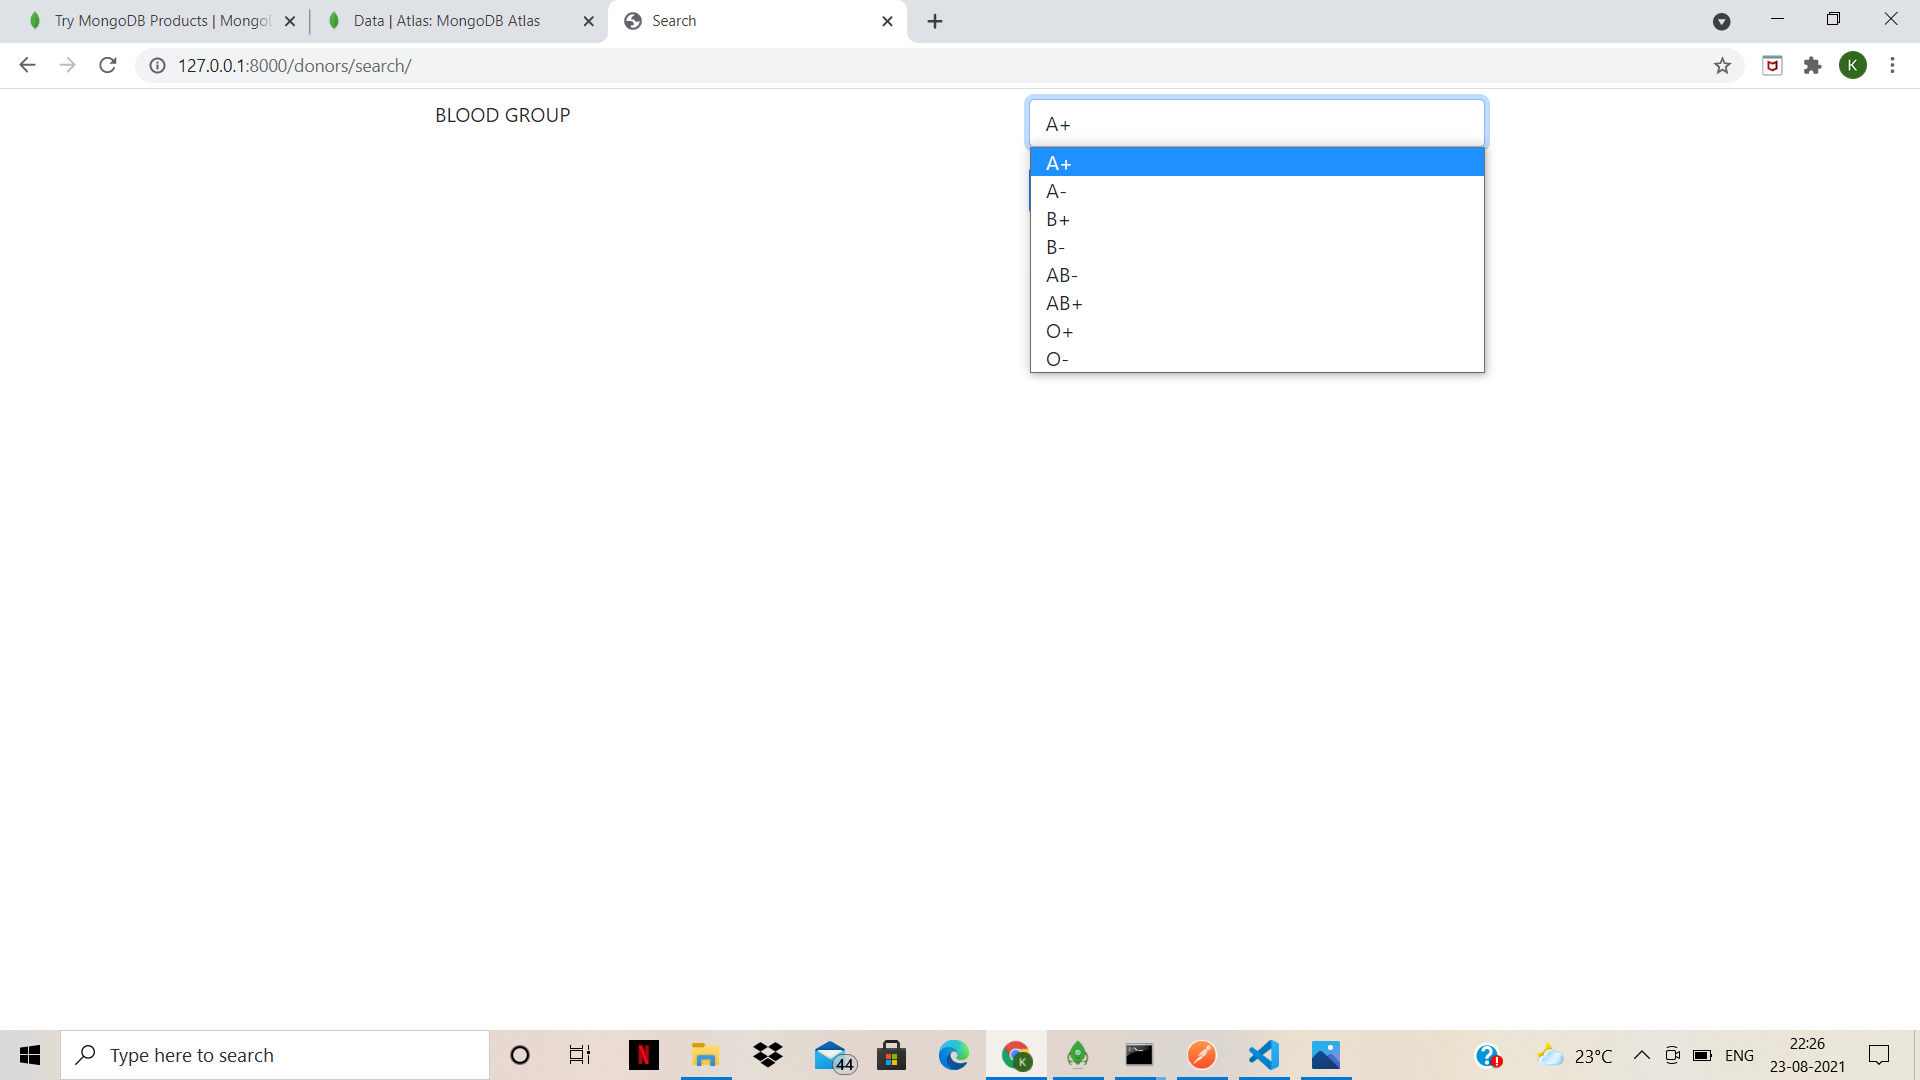 Try MongoDB Products | Mongo
Data | Atlas: MongoDB Atlas
Search
127.0.0.1:8000/donors/search/
K
BLOOD GROUP
A+
A+
A-
B+
B-
AB-
AB+
O+
O-
Type here to search
N
44
K
23°C
ENG
22:26
23-08-2021